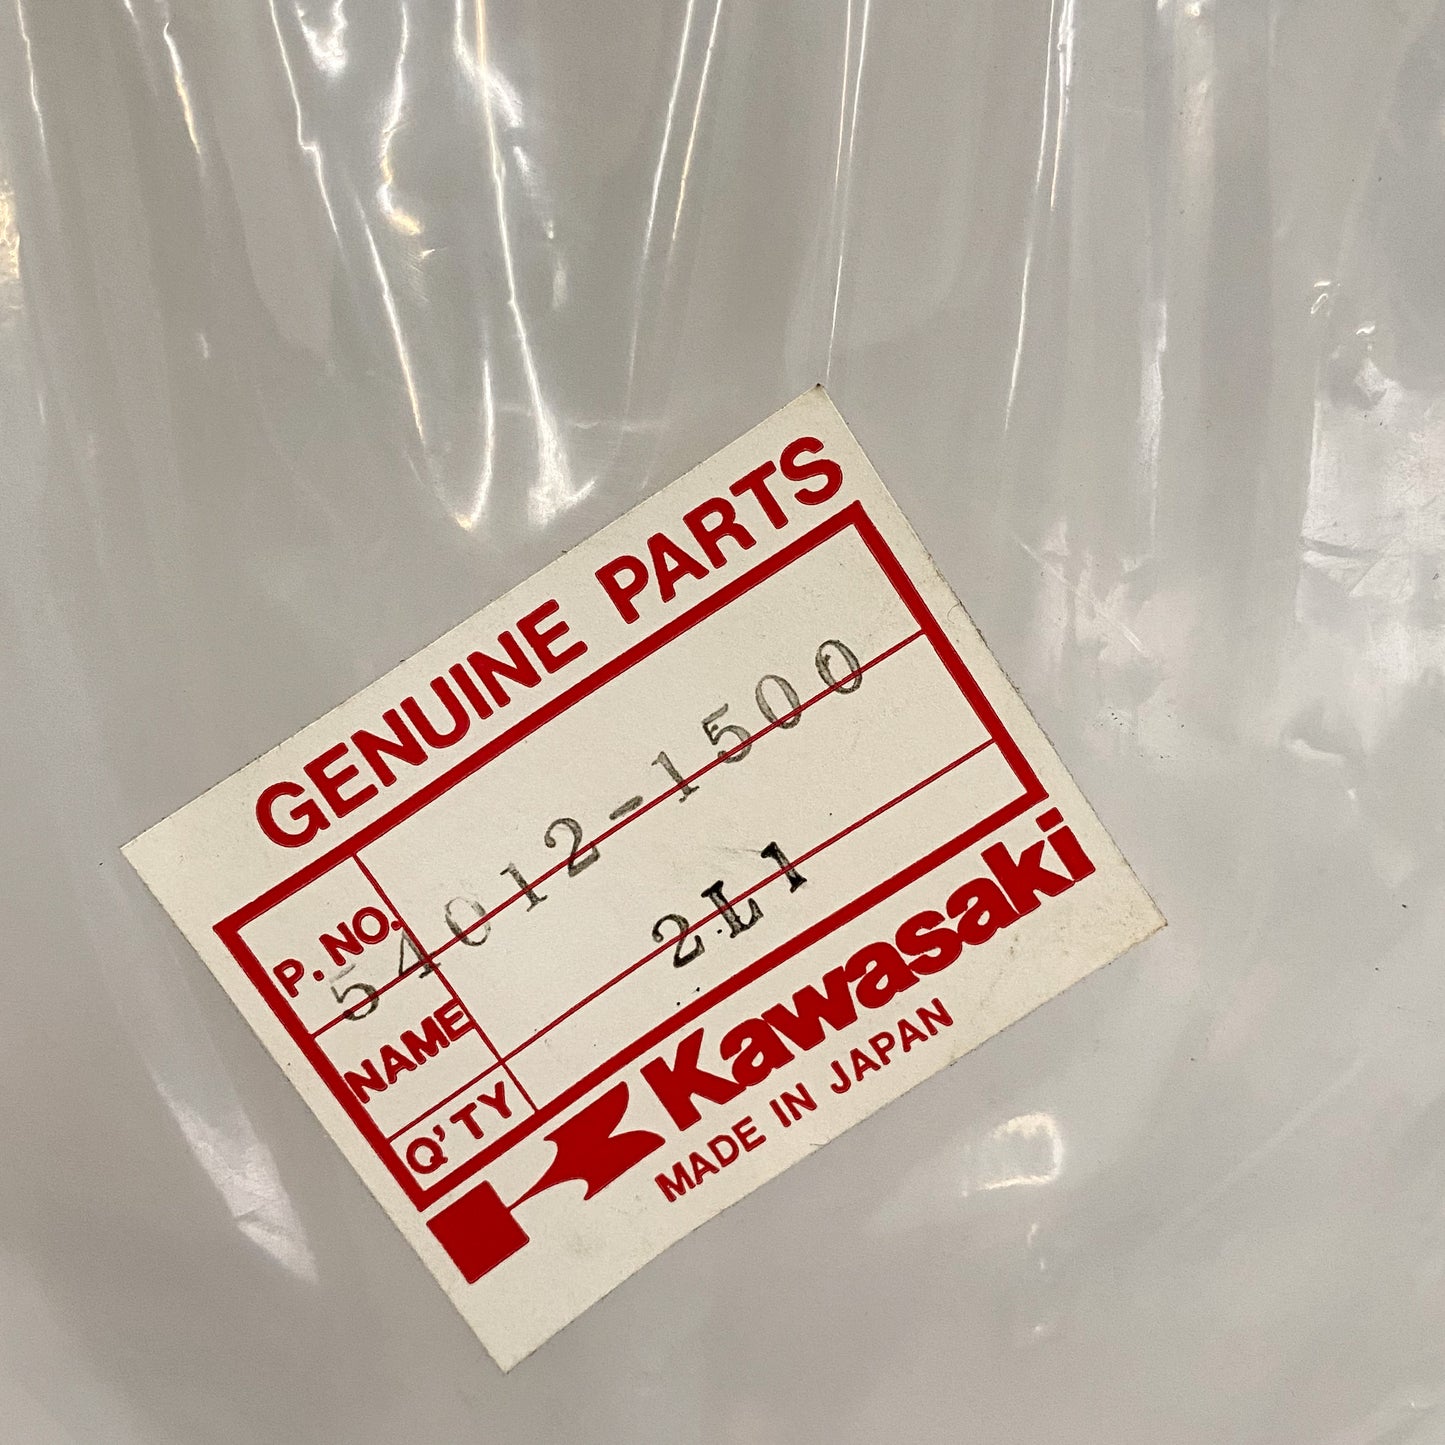 GENUINE PARTS
P. NO.
54012-1500
NAME
2L1
Q'TY
Kawasaki
MADE IN JAPAN